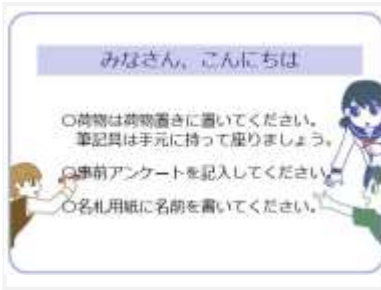 みなさん、こんにちは
○荷物は荷物置きに置いてください。
筆記具は手元に持って座りましょう。
○事前アンケートを記入してください。
○名札用紙に名前を書いてください。